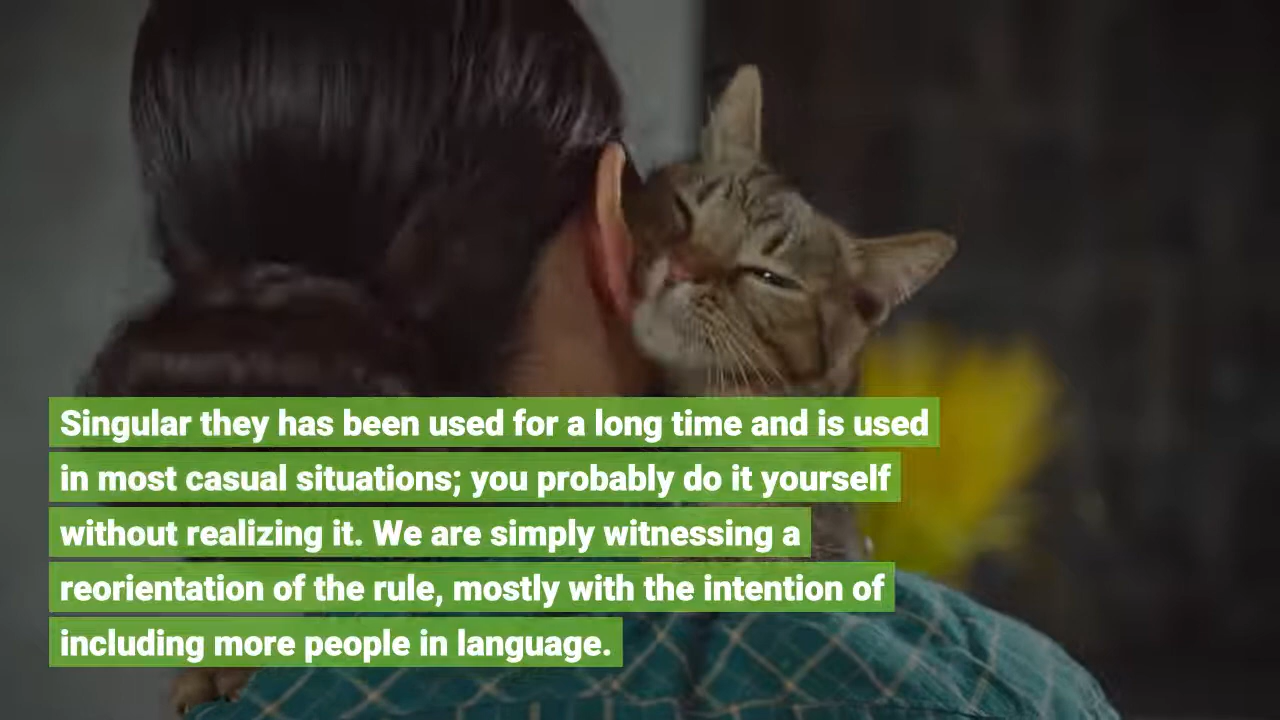 Singular they has been used for a long time and is used
in most casual situations; you probably do it yourself
without realizing it. We are simply witnessing a
reorientation of the rule, mostly with the intention of
including more people in language.